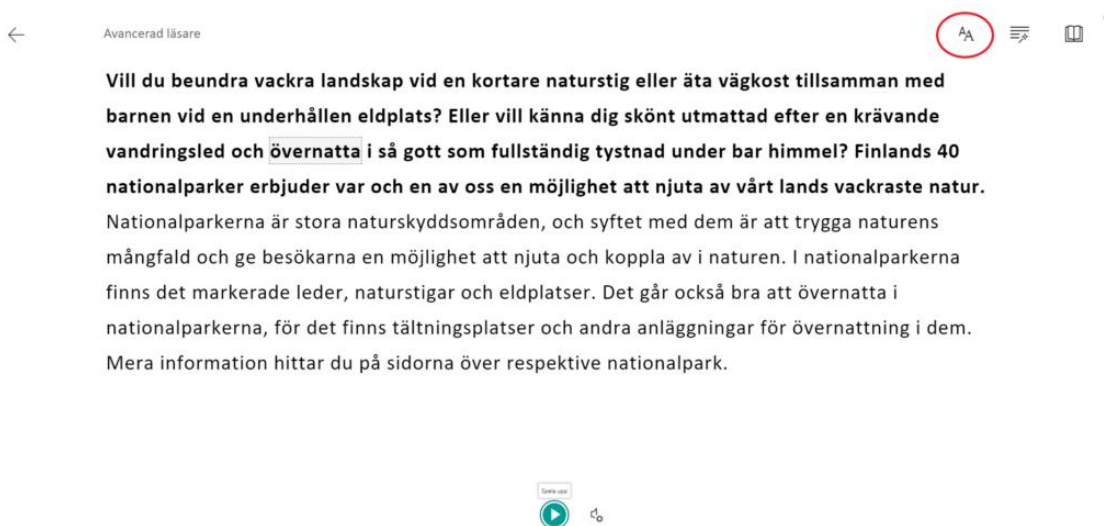 Avancerad läsare
AA
Vill du beundra vackra landskap vid en kortare naturstig eller äta vägkost tillsamman med
barnen vid en underhållen eldplats? Eller vill känna dig skönt utmattad efter en krävande
vandringsled och övernatta i så gott som fullständig tystnad under bar himmel? Finlands 40
nationalparker erbjuder var och en av oss en möjlighet att njuta av vårt lands vackraste natur.
Nationalparkerna är stora naturskyddsområden, och syftet med dem är att trygga naturens
mångfald och ge besökarna en möjlighet att njuta och koppla av i naturen. I nationalparkerna
finns det markerade leder, naturstigar och eldplatser. Det går också bra att övernatta i
nationalparkerna, för det finns tältningsplatser och andra anläggningar för övernattning i dem.
Mera information hittar du på sidorna över respektive nationalpark.
Spela upp